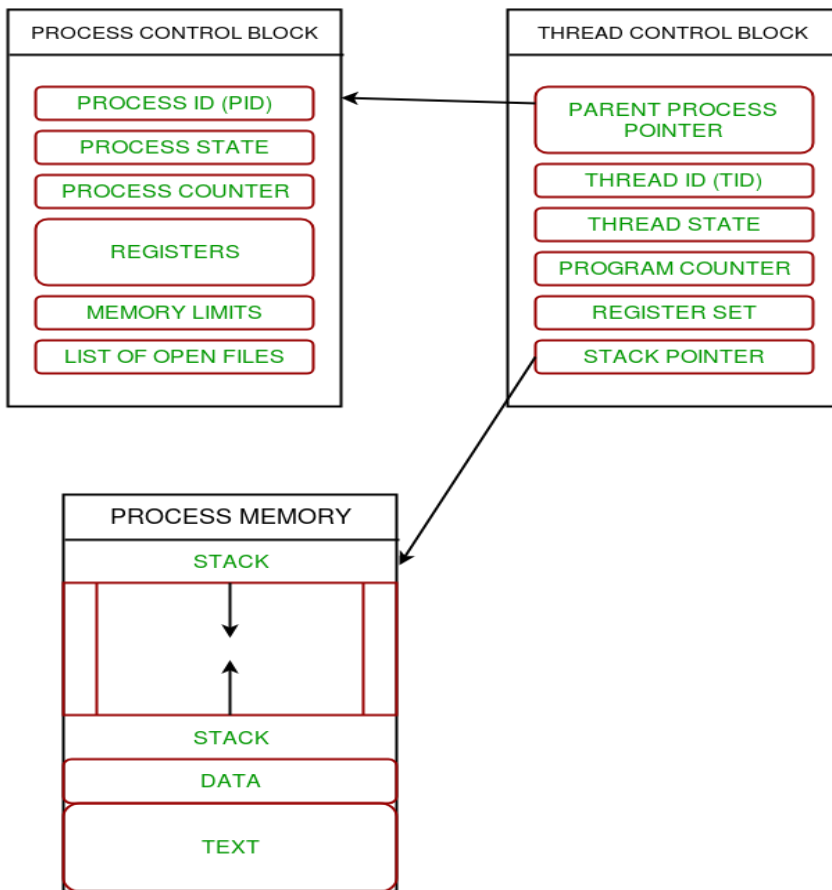 PROCESS CONTROL BLOCK
PROCESS ID (PID)
PROCESS STATE
PROCESS COUNTER
REGISTERS
MEMORY LIMITS
LIST OF OPEN FILES
THREAD CONTROL BLOCK
PARENT PROCESS
POINTER
THREAD ID (TID)
THREAD STATE
PROGRAM COUNTER
REGISTER SET
STACK POINTER
PROCESS MEMORY
STACK
STACK
DATA
TEXT